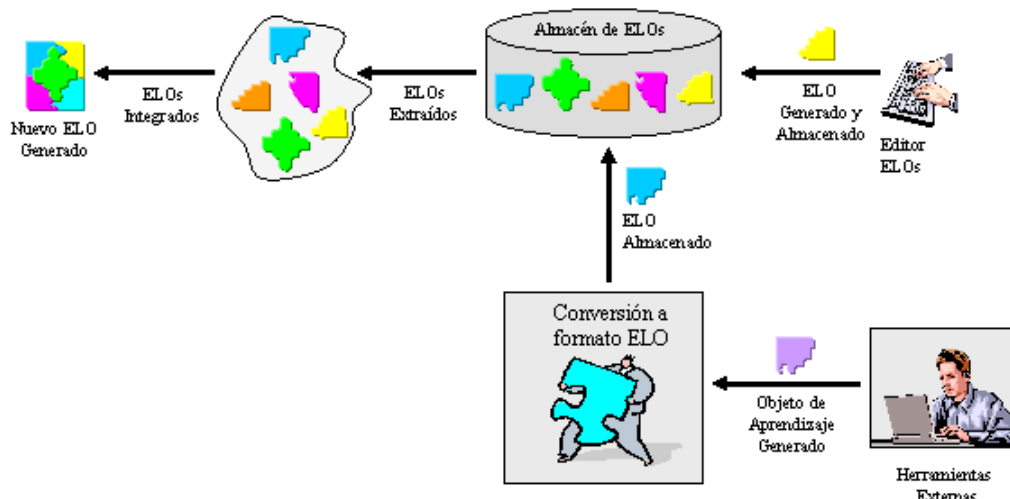 Almacén de ELOs
ELOs
Integrados
Nuevo ELO
Generado
ELOs
Extraídos
ELO
Generado y
Almacenado
Editor
ELOs
ELO
Almacenado
Conversión a
formato ELO
Objeto de
Aprendizaje
Generado
Herramientas
Externas